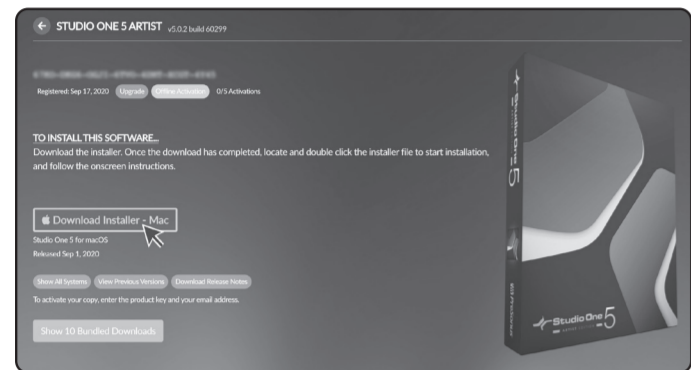 STUDIO ONE 5 ARTIST v5.0.2 build 60299
Registered: Sep 17, 2020 Upgrade Offline Activation 0/5 Activations
TO INSTALL THIS SOFTWARE...
Download the installer. Once the download has completed, locate and double click the installer file to start installation,
and follow the onscreen instructions.
Download Installer - Mac
Studio One 5 for macOS
Released Sep 1, 2020
Show All Systems View Previous Versions Download Release Notes
To activate your copy, enter the product key and your email address.
Show 10 Bundled Downloads
Studio One 5
Studio One 5